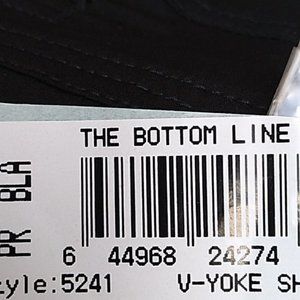 THE BOTTOM LINE
PR BLA
6 44968 24274
tyle:5241 V-YOKE SH